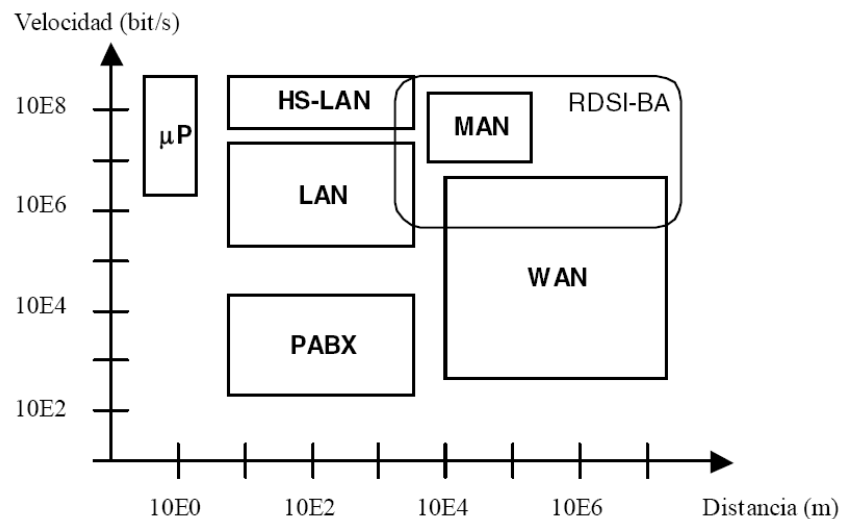 Velocidad (bit/s)
10E8
10E6
10E4
10E2
µP
HS-LAN
LAN
PABX
MAN
RDSI-BA
WAN
10E0
10E2
10E4
10E6
Distancia (m)